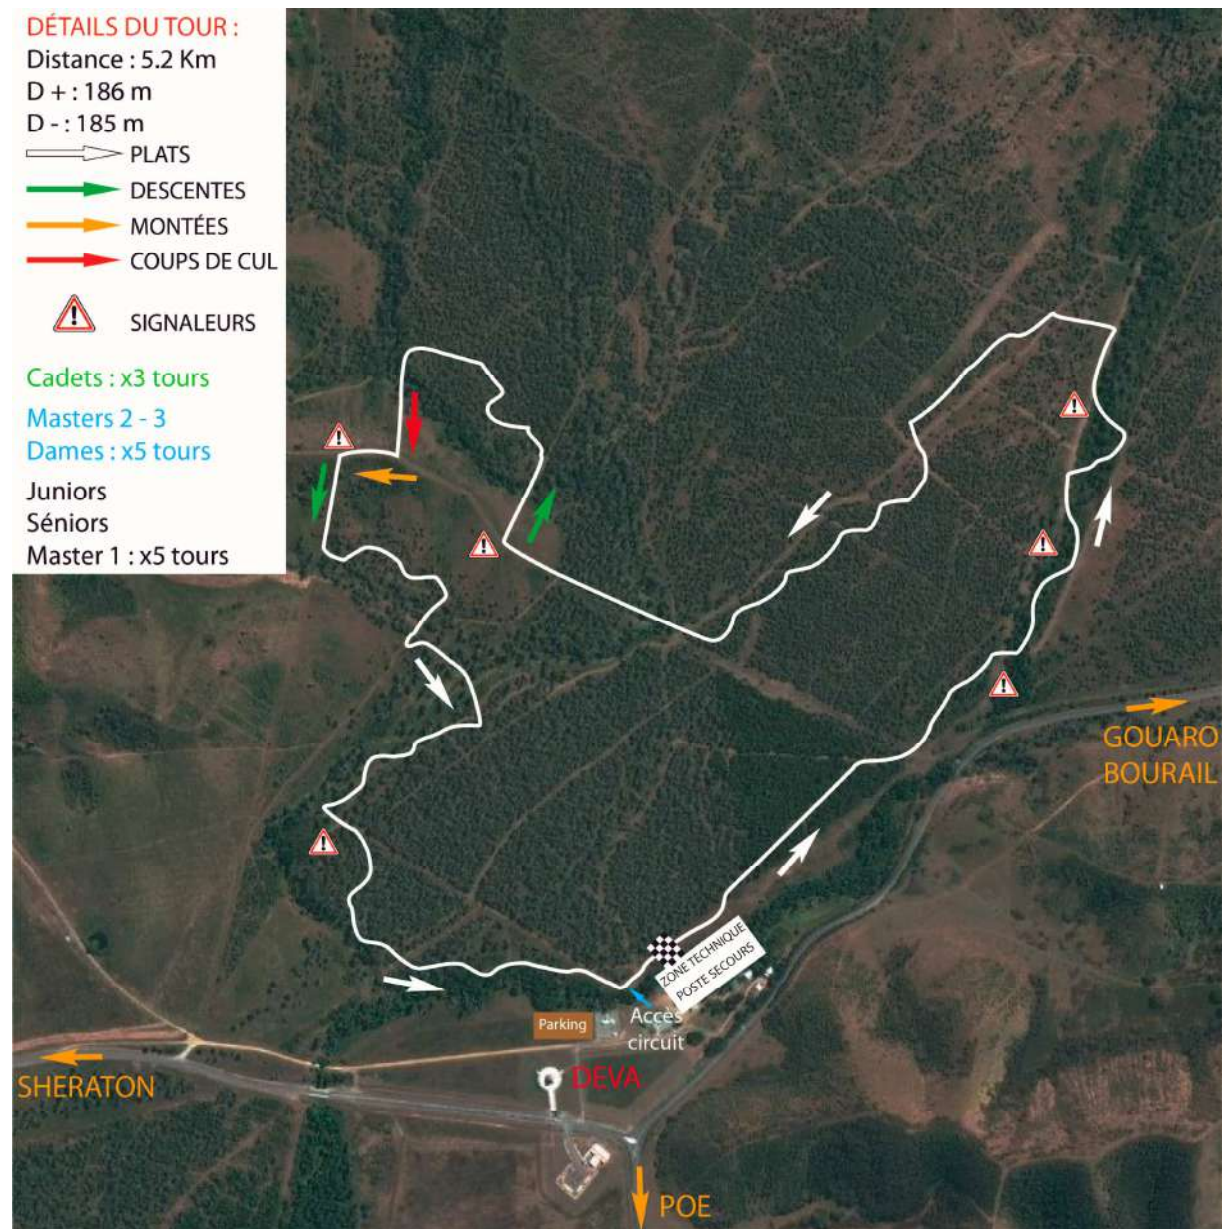 DÉTAILS DU TOUR :
Distance : 5.2 Km
D + : 186 m
D - : 185 m
PLATS
DESCENTES
MONTÉES
COUPS DE CUL
SIGNALEURS
Cadets : x3 tours
Masters 2 - 3
Dames : x5 tours
Juniors
Séniors
Master 1 : x5 tours
GOUARO
BOURAIL
ZONE TECHNIQUE
POSTE SECOURS
Parking
Accès
circuit
DEVA
SHERATON
POE